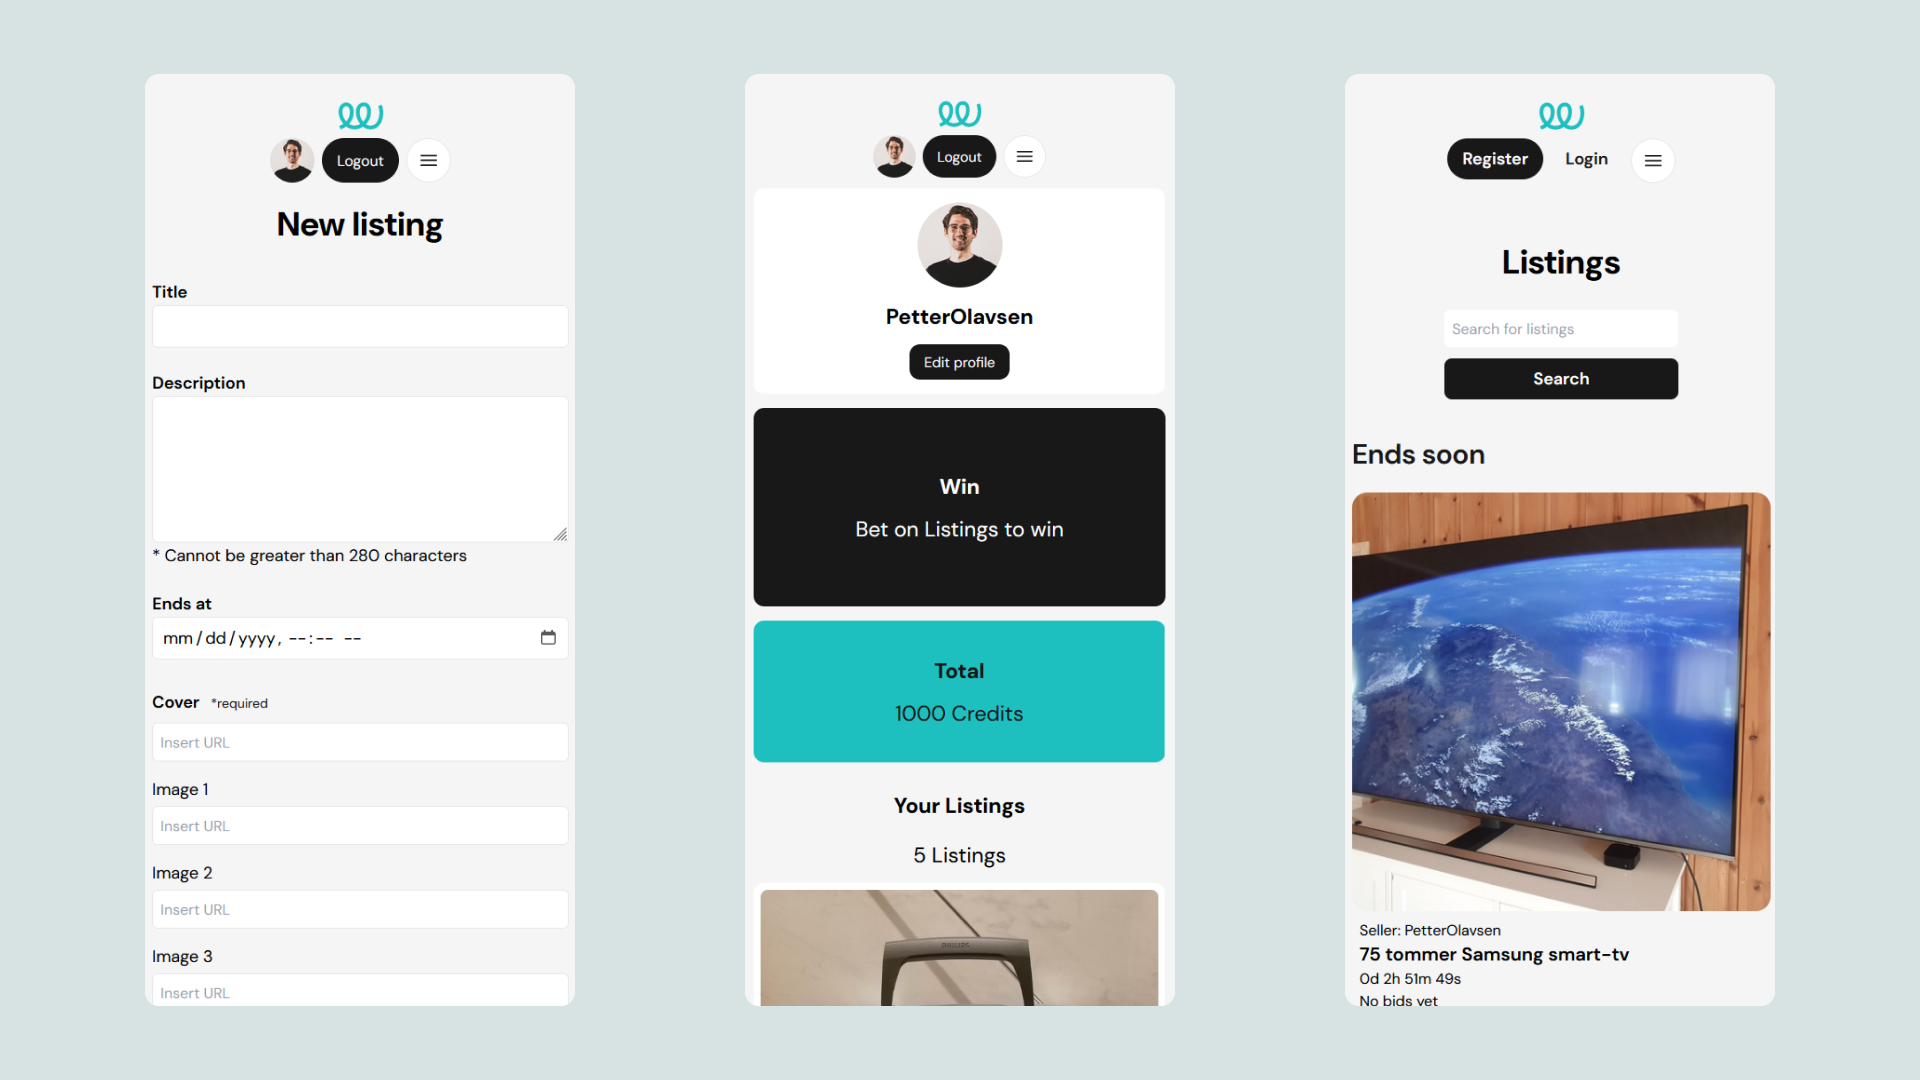 Logout
New listing
Title
Description
* Cannot be greater than 280 characters
Ends at
mm/dd/yyyy, --:-- --
Cover *required
Insert URL
Image 1
Insert URL
Image 2
Insert URL
Image 3
Insert URL
Logout
PetterOlavsen
Edit profile
Win
Bet on Listings to win
Total
1000 Credits
Your Listings
5 Listings
PHILIPS
Register Login
Listings
Search for listings
Search
Ends soon
Seller: PetterOlavsen
75 tommer Samsung smart-tv
0d 2h 51m 49s
No bids yet